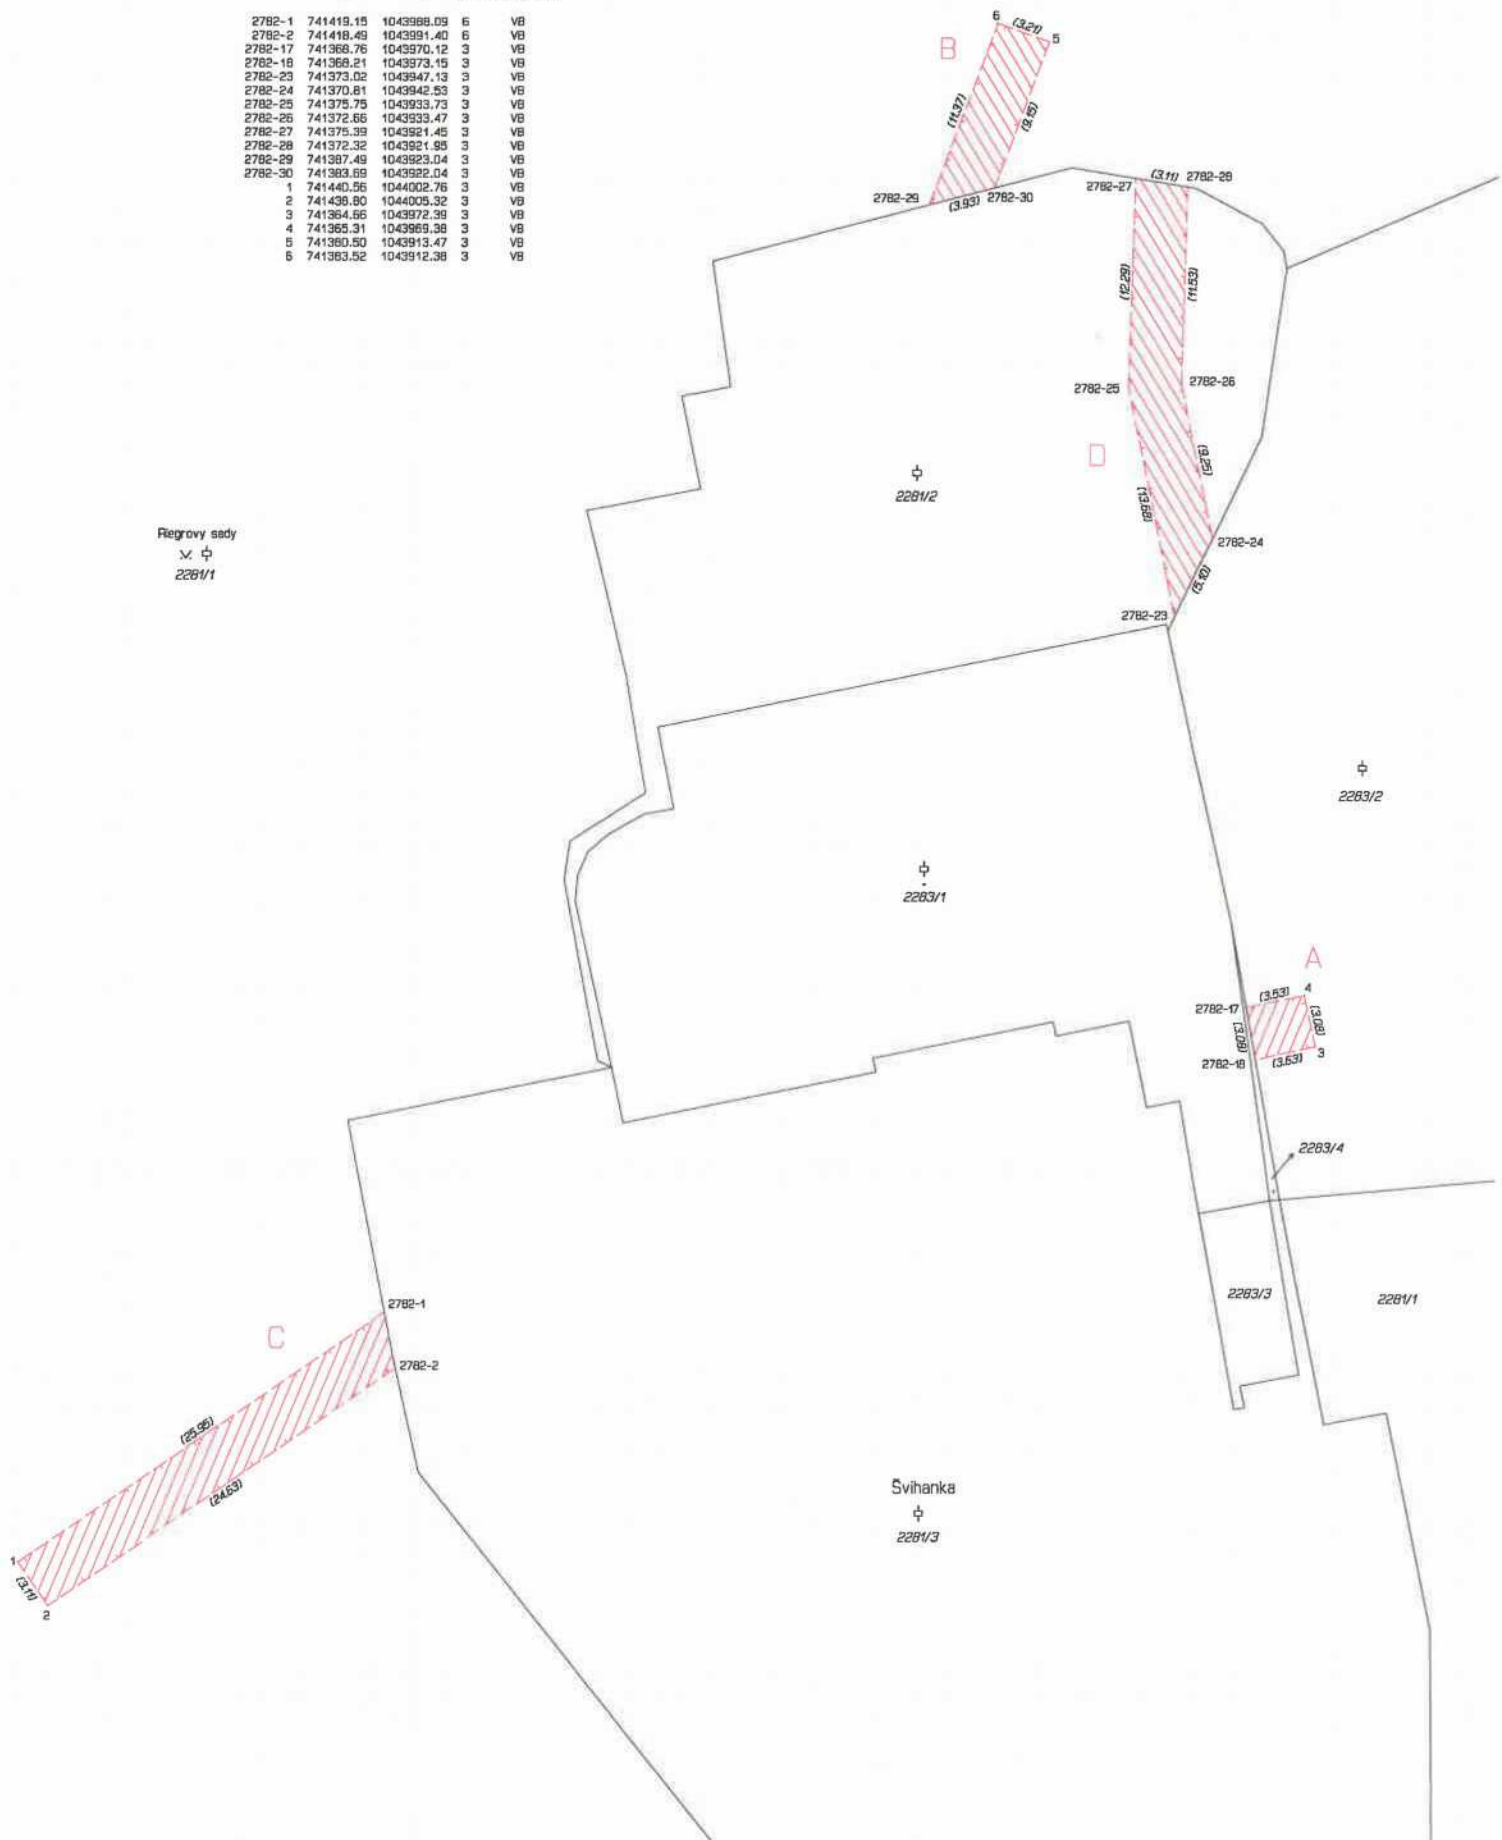 2782-1 741419.15 1043988.09 6 VB
2782-2 741418.49 1043991.40 6 VB
2782-17 741368.76 1043970.12 3 VB
2782-18 741368.21 1043973.15 3 VB
2782-23 741373.02 1043947.13 3 VB
2782-24 741370.81 1043942.53 3 VB
2782-25 741375.75 1043933.73 3 VB
2782-26 741372.66 1043933.47 3 VB
2782-27 741375.39 1043921.45 3 VB
2782-28 741372.32 1043921.95 3 VB
2782-29 741387.49 1043923.04 3 VB
2782-30 741383.69 1043922.04 3 VB
1 741440.56 1044002.76 3 VB
2 741438.80 1044005.32 3 VB
3 741364.66 1043972.39 3 VB
4 741365.31 1043969.38 3 VB
5 741380.50 1043913.47 3 VB
6 741383.52 1043912.38 3 VB
6
(3.21)
5
B
(11.37)
(9.15)
2782-29
(3.93)
2782-30
2782-27
(3.11)
2782-28
(12.29)
(11.53)
2782-25
2782-26
D
(9.25)
(13.68)
2281/2
2782-24
(5.10)
2782-23
Riegrovy sady
2281/1
2283/2
2283/1
A
2782-17
(3.53)
4
(3.08)
(3.08)
2782-18
(3.53)
3
2283/4
2283/3
2281/1
2782-1
C
2782-2
(25.95)
(24.63)
1
(3.11)
2
Švihanka
2281/3